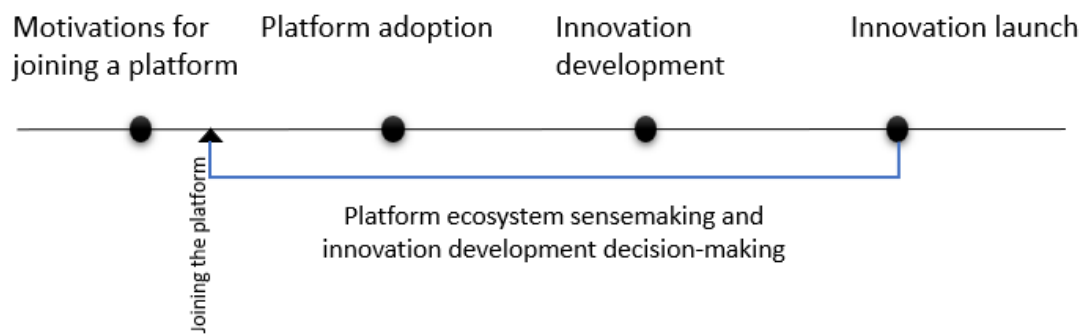 Motivations for
joining a platform
Platform adoption
Innovation
development
Innovation launch
Joining the platform
Platform ecosystem sensemaking and
innovation development decision-making